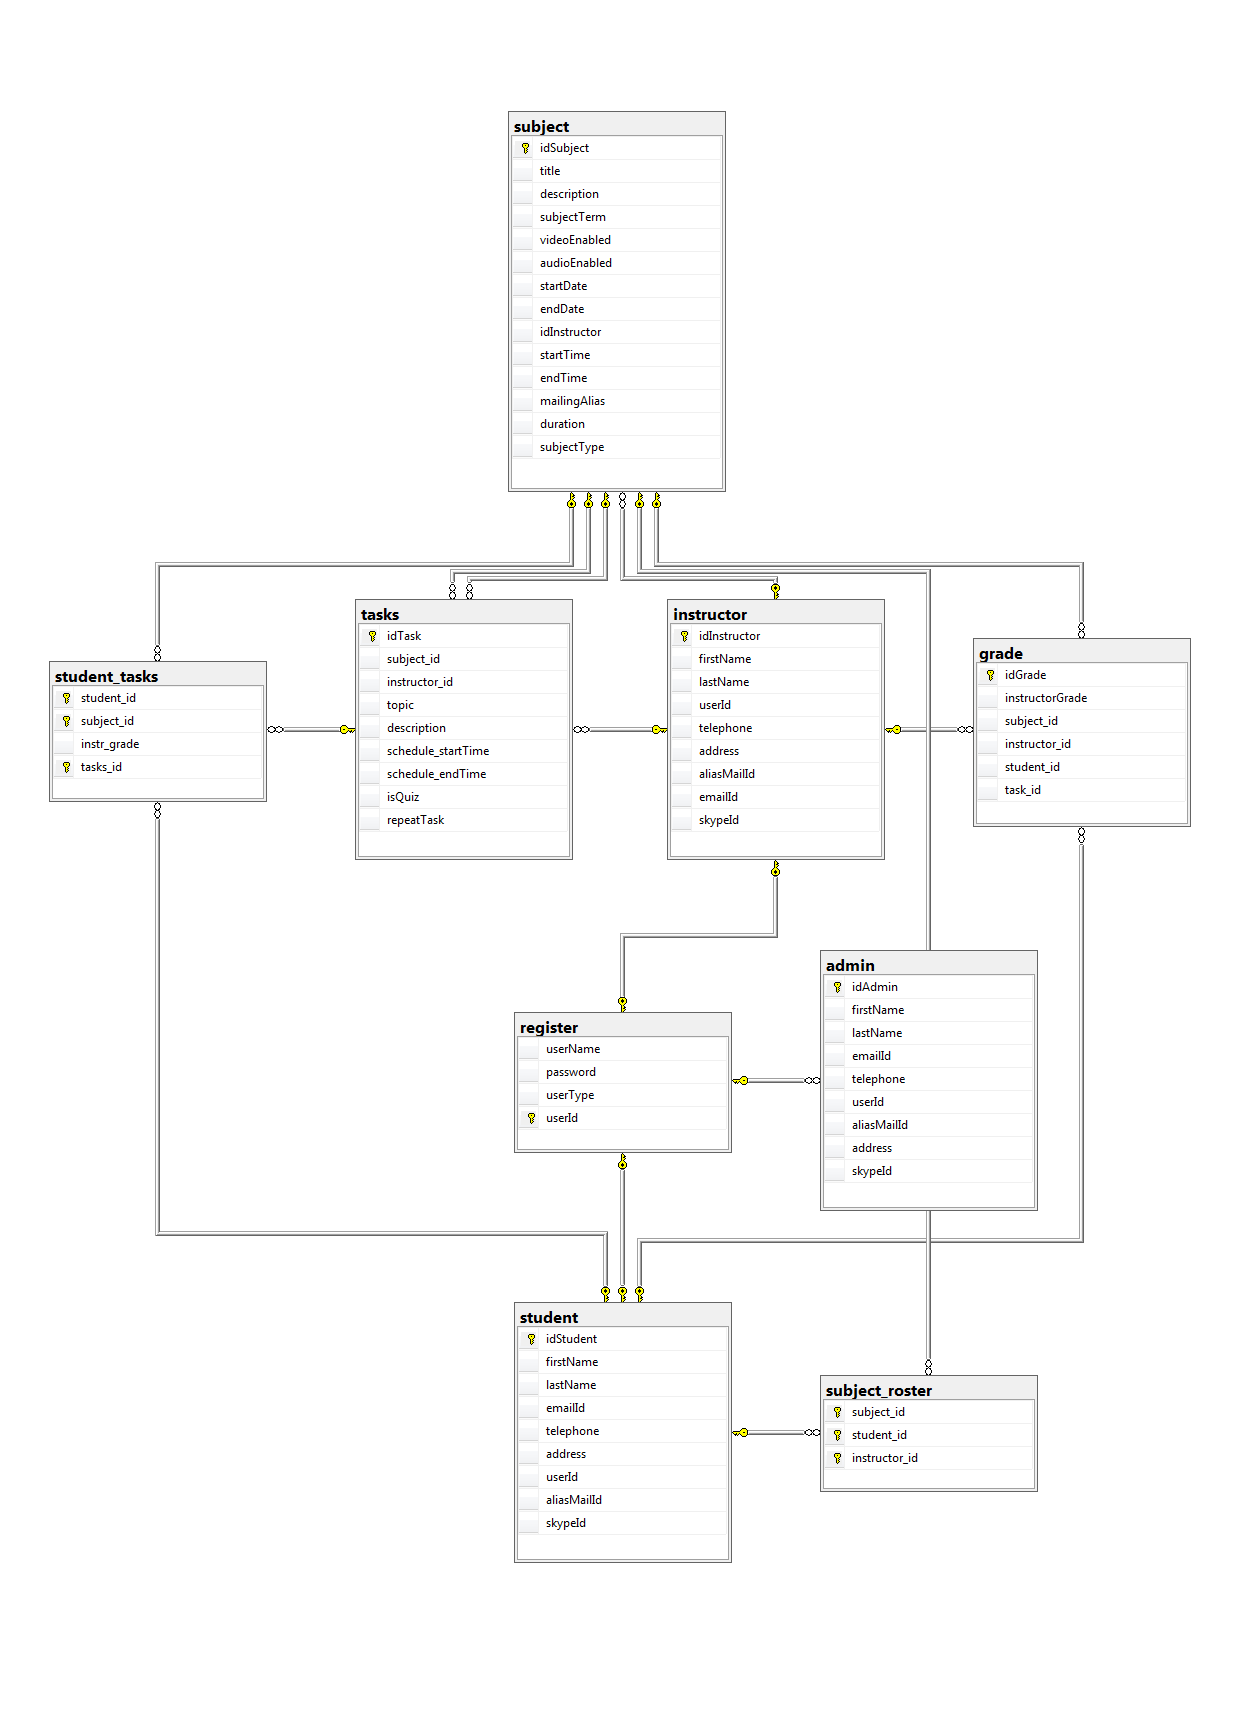 subject
idSubject
title
description
subjectTerm
videoEnabled
audioEnabled
startDate
endDate
idInstructor
startTime
endTime
mailingAlias
duration
subjectType
student_tasks
student_id
subject_id
instr_grade
tasks_id
tasks
idTask
subject_id
instructor_id
topic
description
schedule_startTime
schedule_endTime
isQuiz
repeatTask
instructor
idInstructor
firstName
lastName
userId
telephone
address
aliasMailId
emailId
skypeId
grade
idGrade
instructorGrade
subject_id
instructor_id
student_id
task_id
register
userName
password
userType
userId
admin
idAdmin
firstName
lastName
emailId
telephone
userId
aliasMailId
address
skypeId
student
idStudent
firstName
lastName
emailId
telephone
address
userId
aliasMailId
skypeId
subject_roster
subject_id
student_id
instructor_id